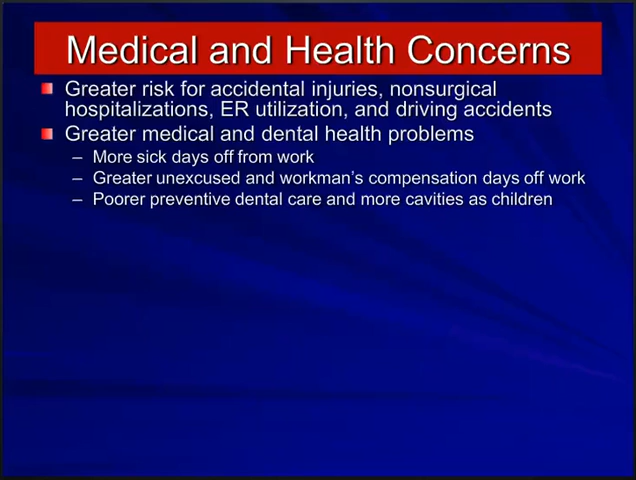 Medical and Health Concerns
Greater risk for accidental injuries, nonsurgical
hospitalizations, ER utilization, and driving accidents
Greater medical and dental health problems
– More sick days off from work
– Greater unexcused and workman's compensation days off work
– Poorer preventive dental care and more cavities as children